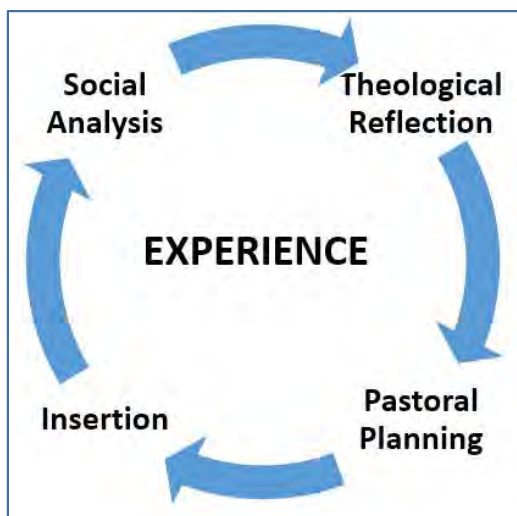 Social
Analysis
Theological
Reflection
EXPERIENCE
Insertion
Pastoral
Planning